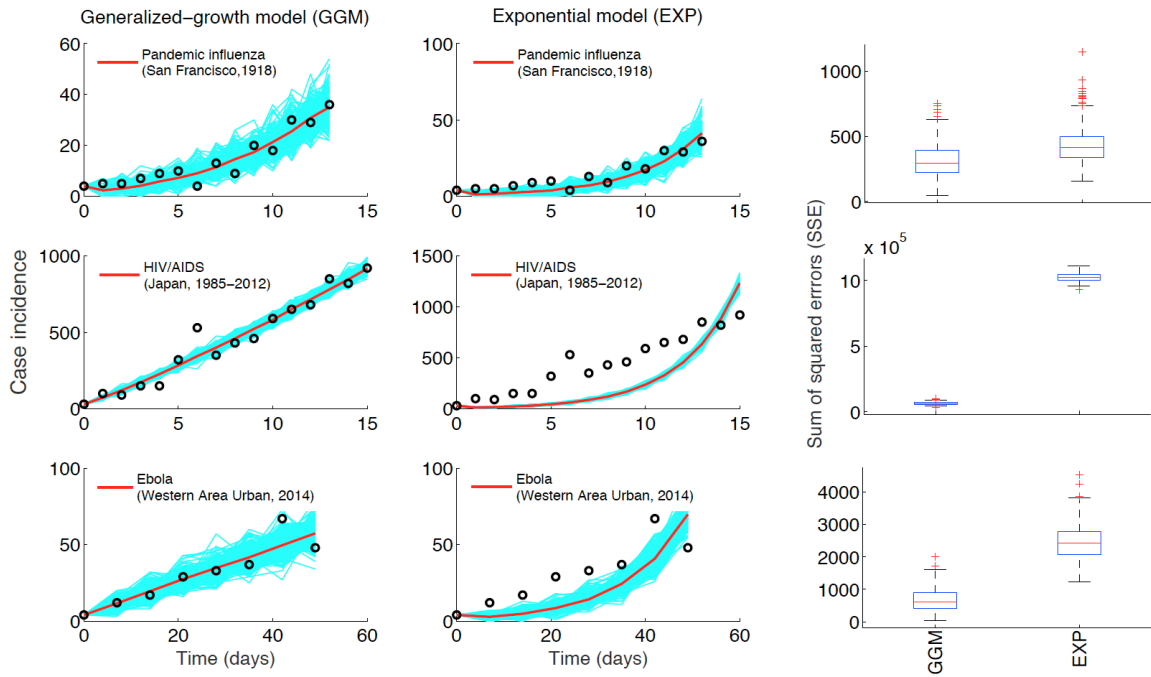 Generalized−growth model (GGM)
Exponential model (EXP)
60
40
20
0
0
5
10
15
Pandemic influenza
(San Francisco,1918)
100
50
0
0
5
10
15
Pandemic influenza
(San Francisco,1918)
1000
500
0
Case incidence
1000
500
0
0
5
10
15
HIV/AIDS
(Japan, 1985−2012)
1500
1000
500
0
0
5
10
15
HIV/AIDS
(Japan, 1985−2012)
Sum of squared errrors (SSE)
x 10^5
10
5
0
100
50
0
0
20
40
60
Ebola
(Western Area Urban, 2014)
Time (days)
100
50
0
0
20
40
60
Ebola
(Western Area Urban, 2014)
Time (days)
4000
3000
2000
1000
0
GGM
EXP